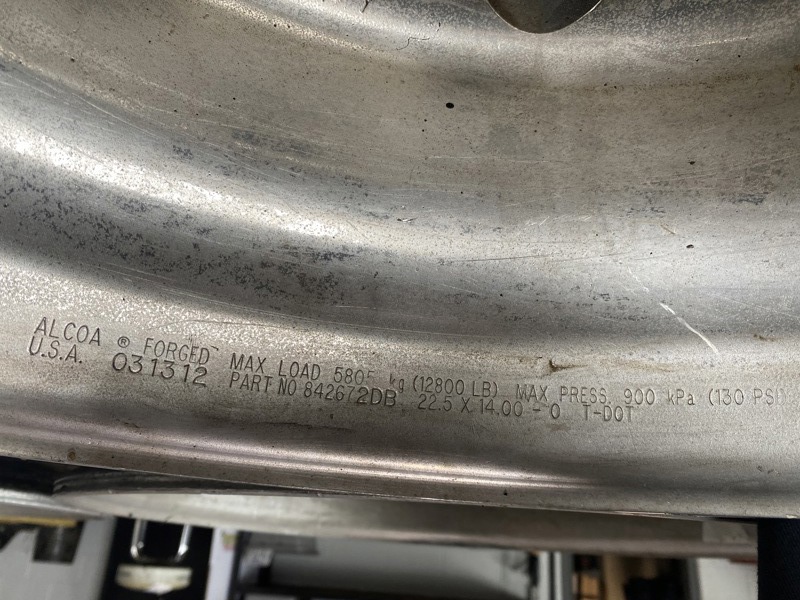 ALCOA ® FORGED MAX LOAD 5805 kg (12800 LB) MAX PRESS. 900 kPa (130 PSI
U.S.A. 031312 PART NO 842672DB 22.5 X 14.00 - 0 T-DOT